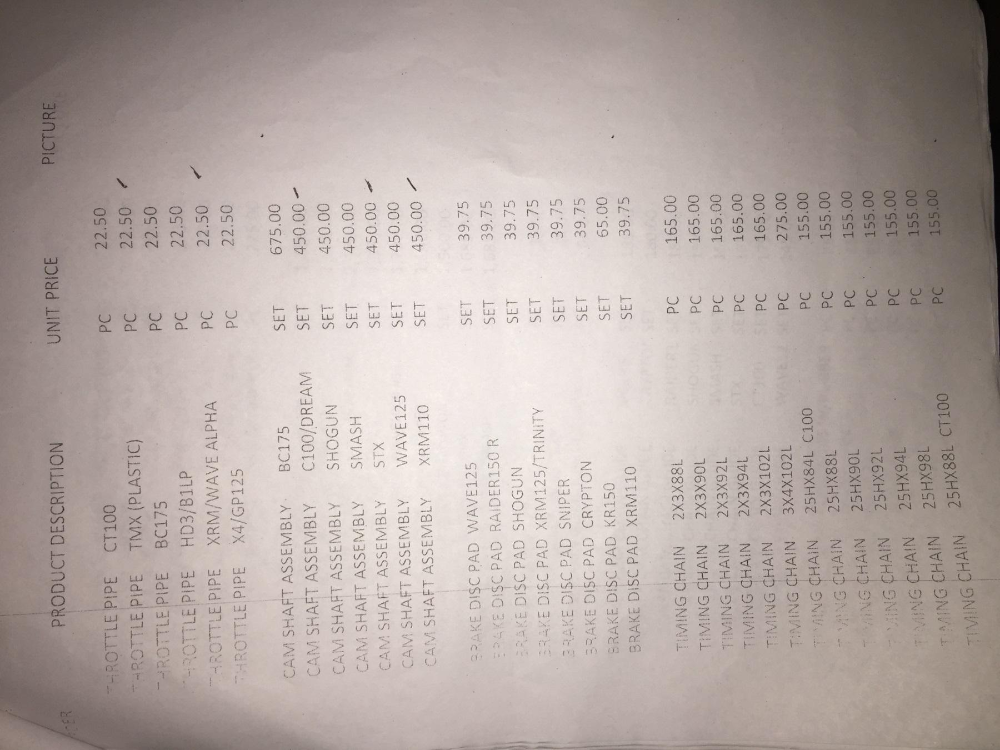 PRODUCT DESCRIPTION UNIT PRICE PICTURE
THROTTLE PIPE CT100 PC 22.50
THROTTLE PIPE TMX (PLASTIC) PC 22.50
THROTTLE PIPE BC175 PC 22.50
THROTTLE PIPE HD3/B1LP PC 22.50
THROTTLE PIPE XRM/WAVE ALPHA PC 22.50
THROTTLE PIPE X4/GP125 PC 22.50
CAM SHAFT ASSEMBLY BC175 SET 675.00
CAM SHAFT ASSEMBLY C100/DREAM SET 450.00
CAM SHAFT ASSEMBLY SHOGUN SET 450.00
CAM SHAFT ASSEMBLY SMASH SET 450.00
CAM SHAFT ASSEMBLY STX SET 450.00
CAM SHAFT ASSEMBLY WAVE125 SET 450.00
CAM SHAFT ASSEMBLY XRM110 SET 450.00
BRAKE DISC PAD WAVE125 SET 39.75
BRAKE DISC PAD RAIDER150 R SET 39.75
BRAKE DISC PAD SHOGUN SET 39.75
BRAKE DISC PAD XRM125/TRINITY SET 39.75
BRAKE DISC PAD SNIPER SET 39.75
BRAKE DISC PAD CRYPTON SET 39.75
BRAKE DISC PAD KR150 SET 65.00
BRAKE DISC PAD XRM110 SET 39.75
TIMING CHAIN 2X3X88L PC 165.00
TIMING CHAIN 2X3X90L PC 165.00
TIMING CHAIN 2X3X92L PC 165.00
TIMING CHAIN 2X3X94L PC 165.00
TIMING CHAIN 2X3X102L PC 165.00
TIMING CHAIN 3X4X102L PC 275.00
TIMING CHAIN 25HX84L C100 PC 155.00
TIMING CHAIN 25HX88L PC 155.00
TIMING CHAIN 25HX90L PC 155.00
TIMING CHAIN 25HX92L PC 155.00
TIMING CHAIN 25HX94L PC 155.00
TIMING CHAIN 25HX98L PC 155.00
TIMING CHAIN 25HX88L CT100 PC 155.00